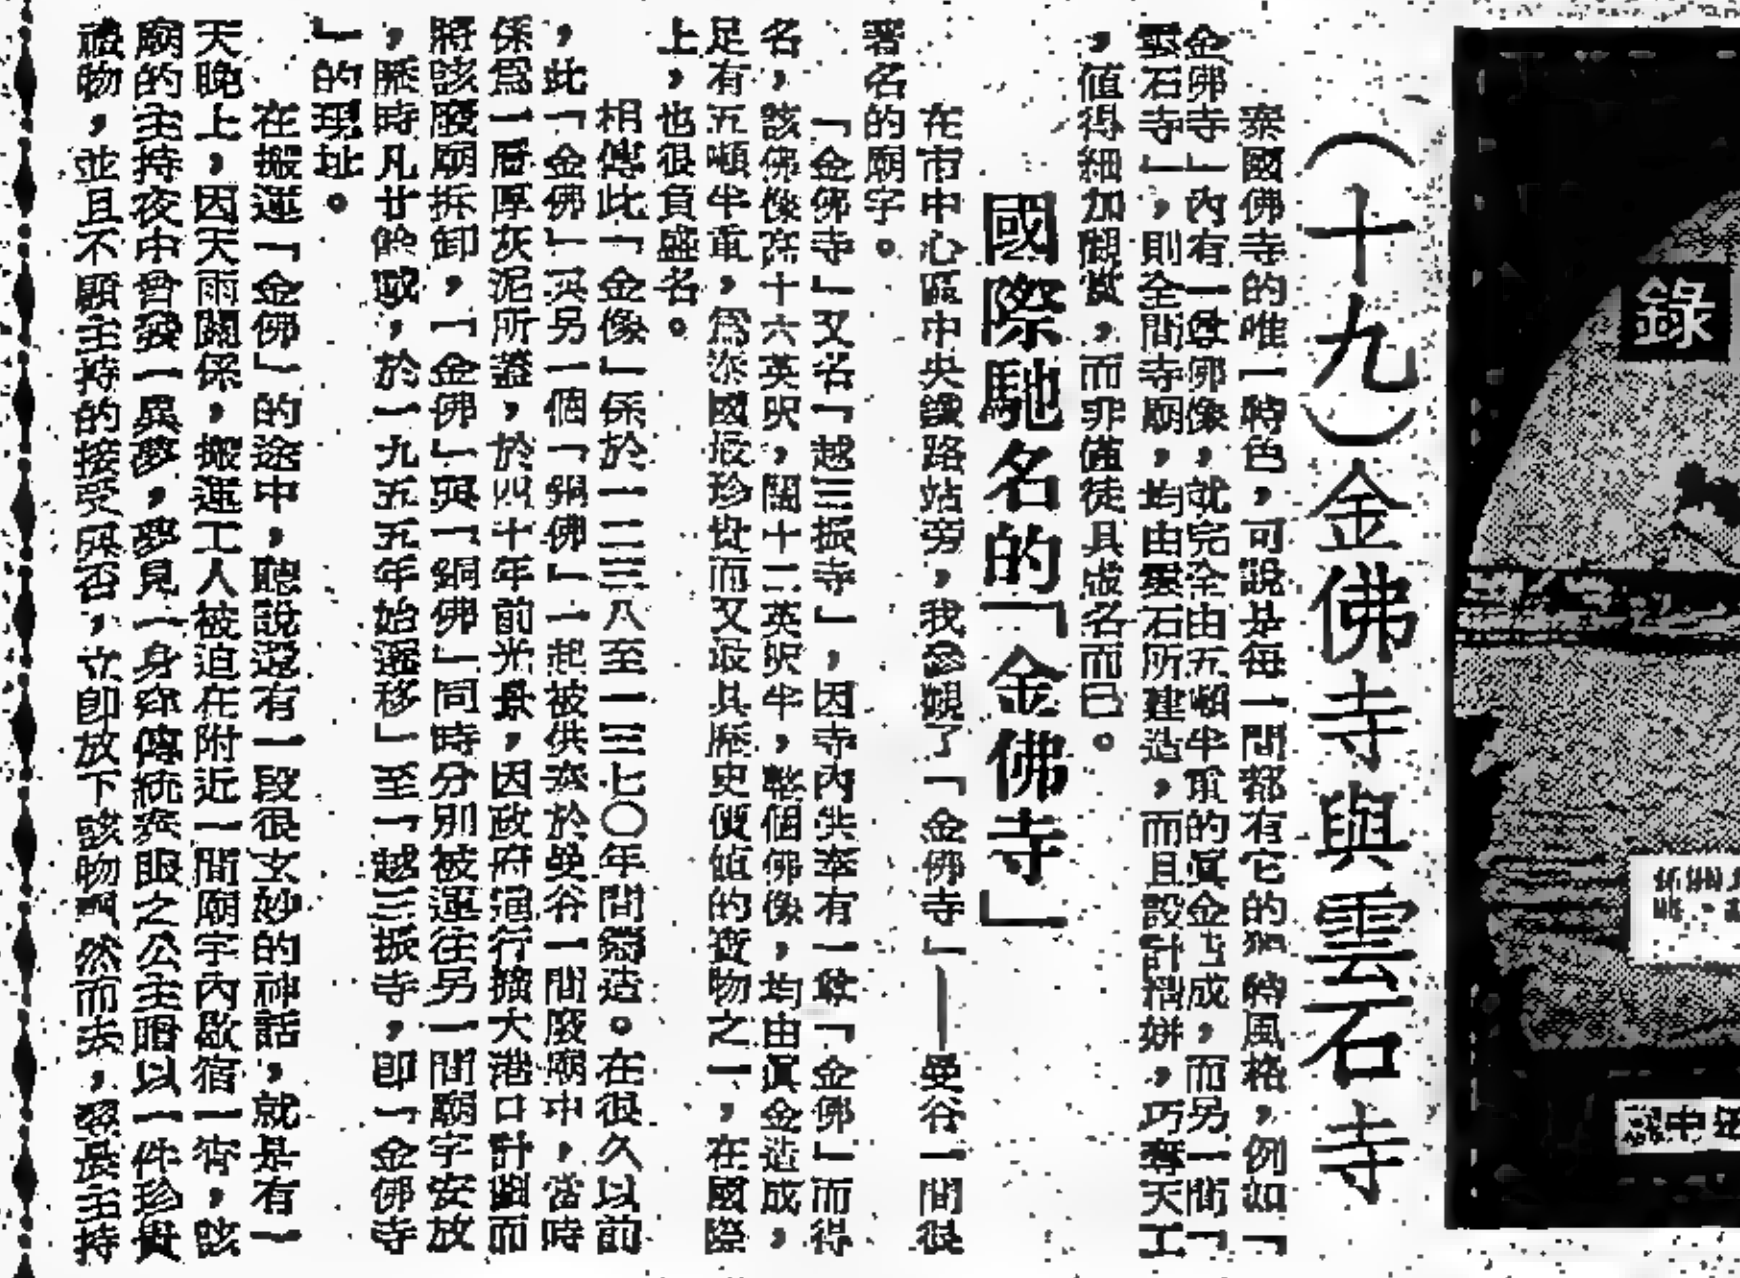 （十九）金佛寺與雲石寺
泰國佛寺的唯一特色，可說是每一間都有它的獨特風格，例如「
金佛寺」內有一尊佛像，就完全由五噸半重的眞金造成，而另一間「
雲石寺」，則全間寺廟，均由雲石所建造，而且設計精妍，巧奪天工
，值得細加觀賞，而非僅徒具虛名而已。
國際馳名的「金佛寺」
在市中心區中央鐵路站旁，我參觀了「金佛寺」——曼谷一間很
著名的廟宇。
「金佛寺」又名「越三振寺」，因寺內供奉有一尊「金佛」而得
名，該佛像高十六英呎，闊十二英呎半，整個佛像，均由眞金造成，
足有五噸半重，爲泰國最珍貴而又最具歷史價値的寶物之一，在國際
上，也很負盛名。
相傳此「金像」係於一二三八至一三七〇年間鑄造。在很久以前
，此「金佛」與另一個「銅佛」一起被供奉於曼谷一間廢廟中，當時
係爲一層厚灰泥所蓋，於四十年前光景，因政府進行擴大港口計劃而
將該廢廟拆卸，「金佛」與「銅佛」同時分別被運往另一間廟宇安放
，歷時凡廿餘載，於一九五五年始遷移」至「越三振寺，即「金佛寺
」的現址。
在搬運「金佛」的途中，聽說還有一段很玄妙的神話，就是有一
天晚上，因天雨關係，搬運工人被迫在附近一間廟宇內歇宿一宵，該
廟的主持夜中曾發一異夢，夢見一身穿傳統泰服之公主贈以一件珍貴
禮物，並且不顧主持的接受與否，立即放下該物 然而去， 主持
錄